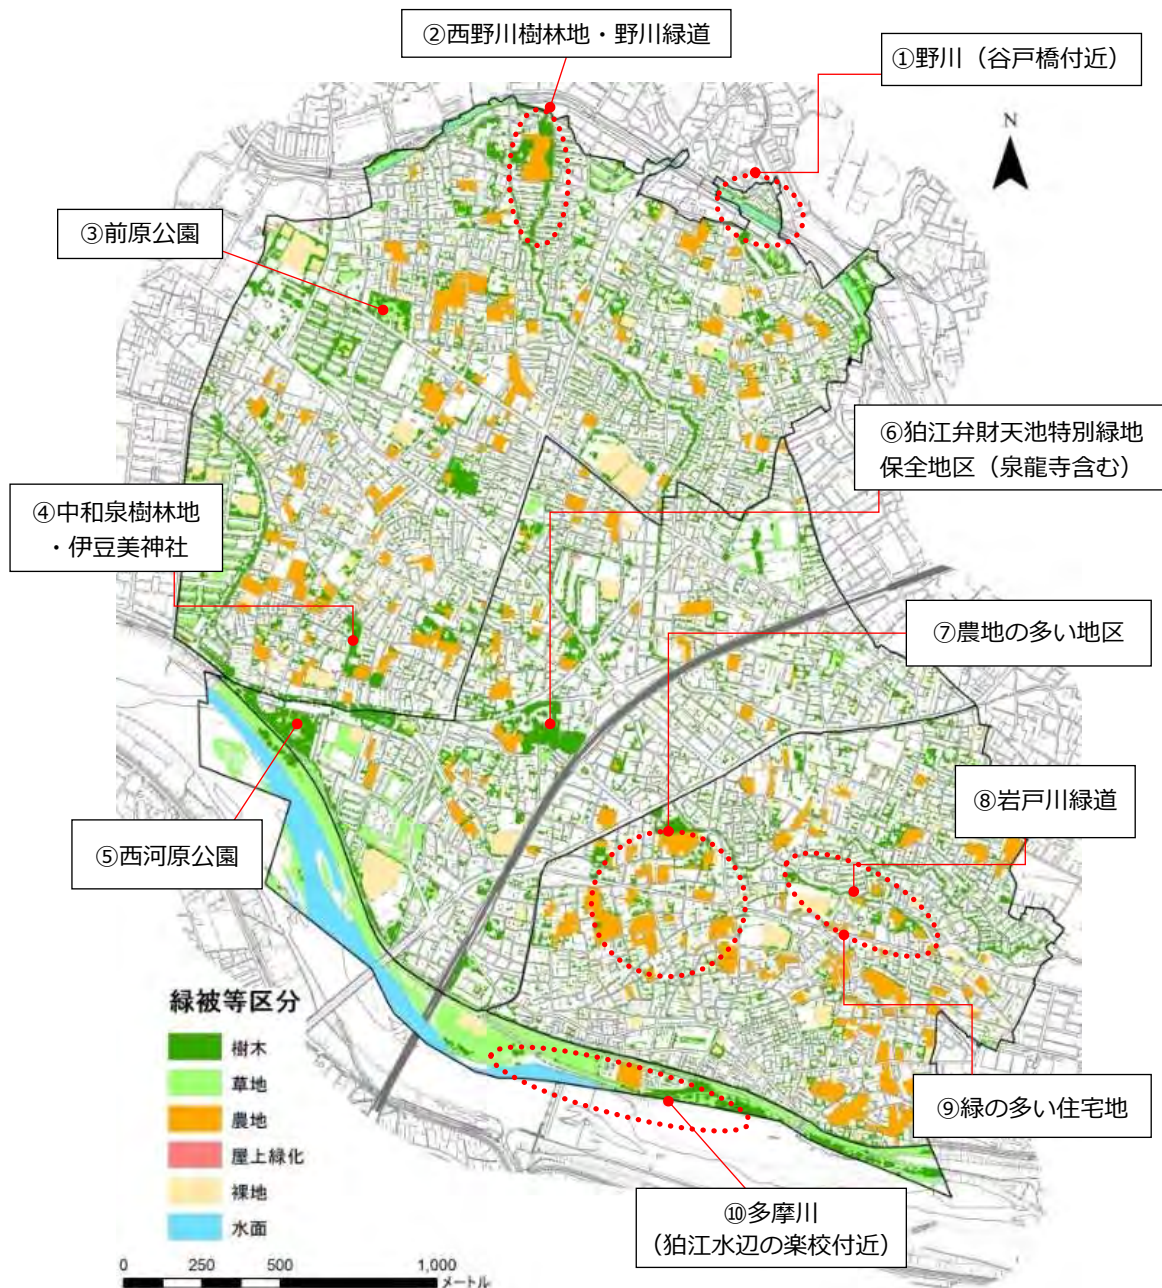 ②西野川樹林地・野川緑道
①野川（谷戸橋付近）
N
③前原公園
⑥狛江弁財天池特別緑地
保全地区（泉龍寺含む）
④中和泉樹林地
・伊豆美神社
⑦農地の多い地区
⑧岩戸川緑道
⑤西河原公園
緑被等区分
樹木
草地
農地
屋上緑化
裸地
水面
⑨緑の多い住宅地
⑩多摩川
（狛江水辺の楽校付近）
0 250 500 1,000
メートル